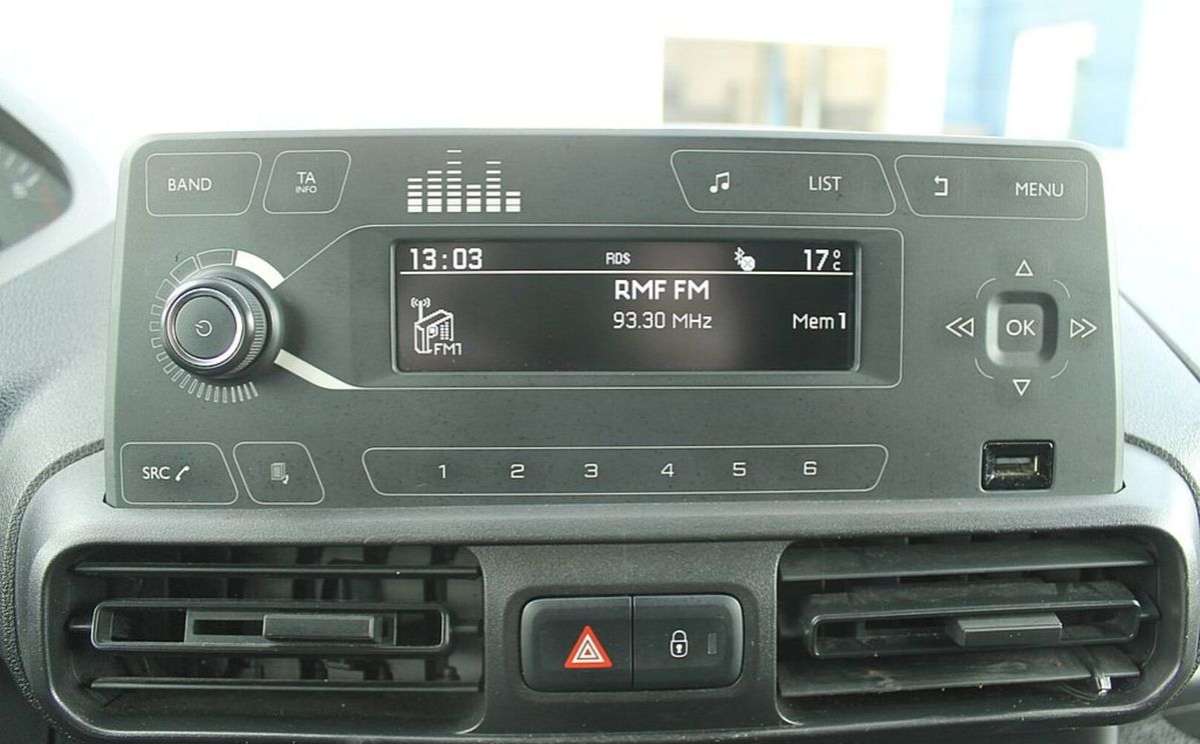 BAND
TA
INFO
LIST
MENU
13:03 RDS 17°C
RMF FM
93.30 MHz Mem 1
FM1
OK
SRC
1 2 3 4 5 6